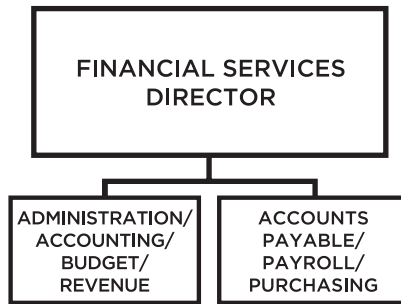 FINANCIAL SERVICES
DIRECTOR
ADMINISTRATION/
ACCOUNTING/
BUDGET/
REVENUE
ACCOUNTS
PAYABLE/
PAYROLL/
PURCHASING